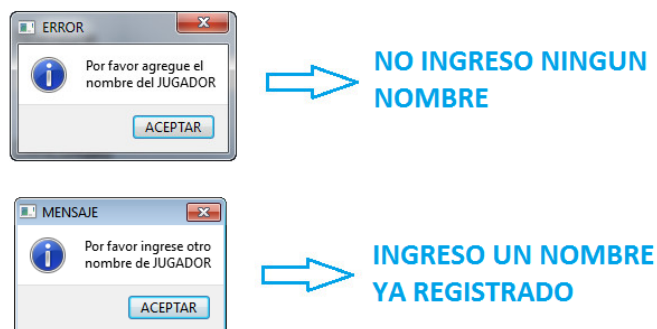 ERROR
Por favor agregue el
nombre del JUGADOR
ACEPTAR
NO INGRESO NINGUN
NOMBRE
MENSAJE
Por favor ingrese otro
nombre de JUGADOR
ACEPTAR
INGRESO UN NOMBRE
YA REGISTRADO